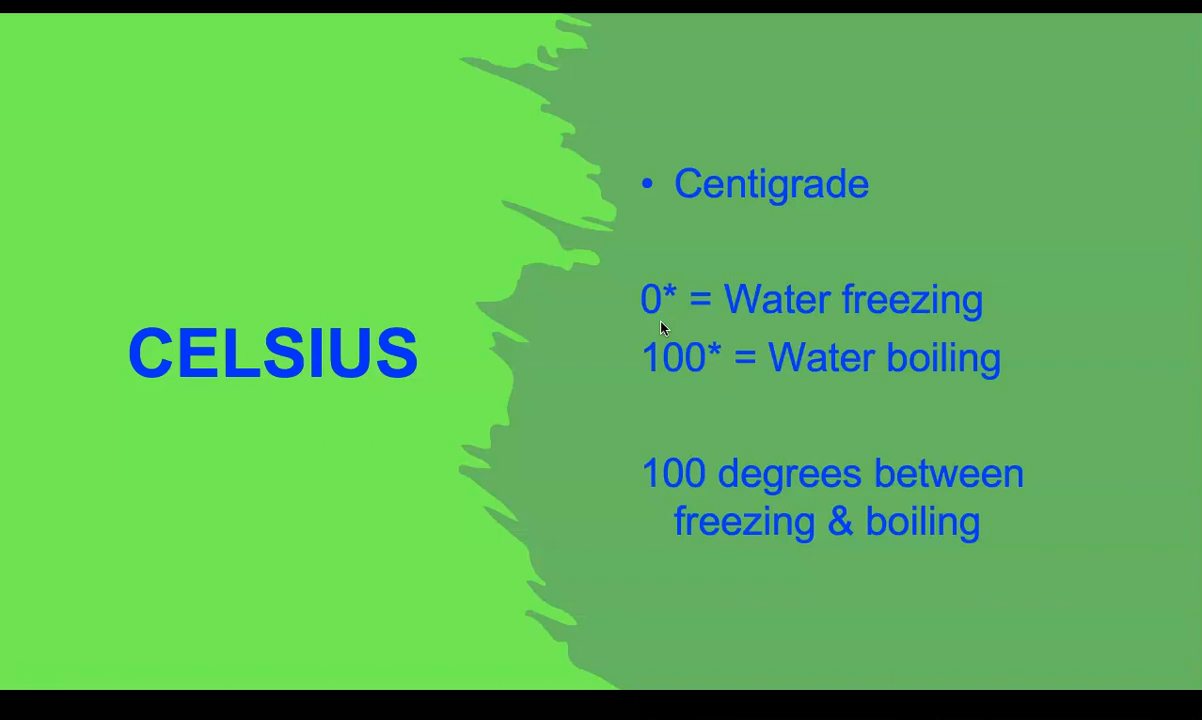 CELSIUS
• Centigrade
0* = Water freezing
100* = Water boiling
100 degrees between
freezing & boiling